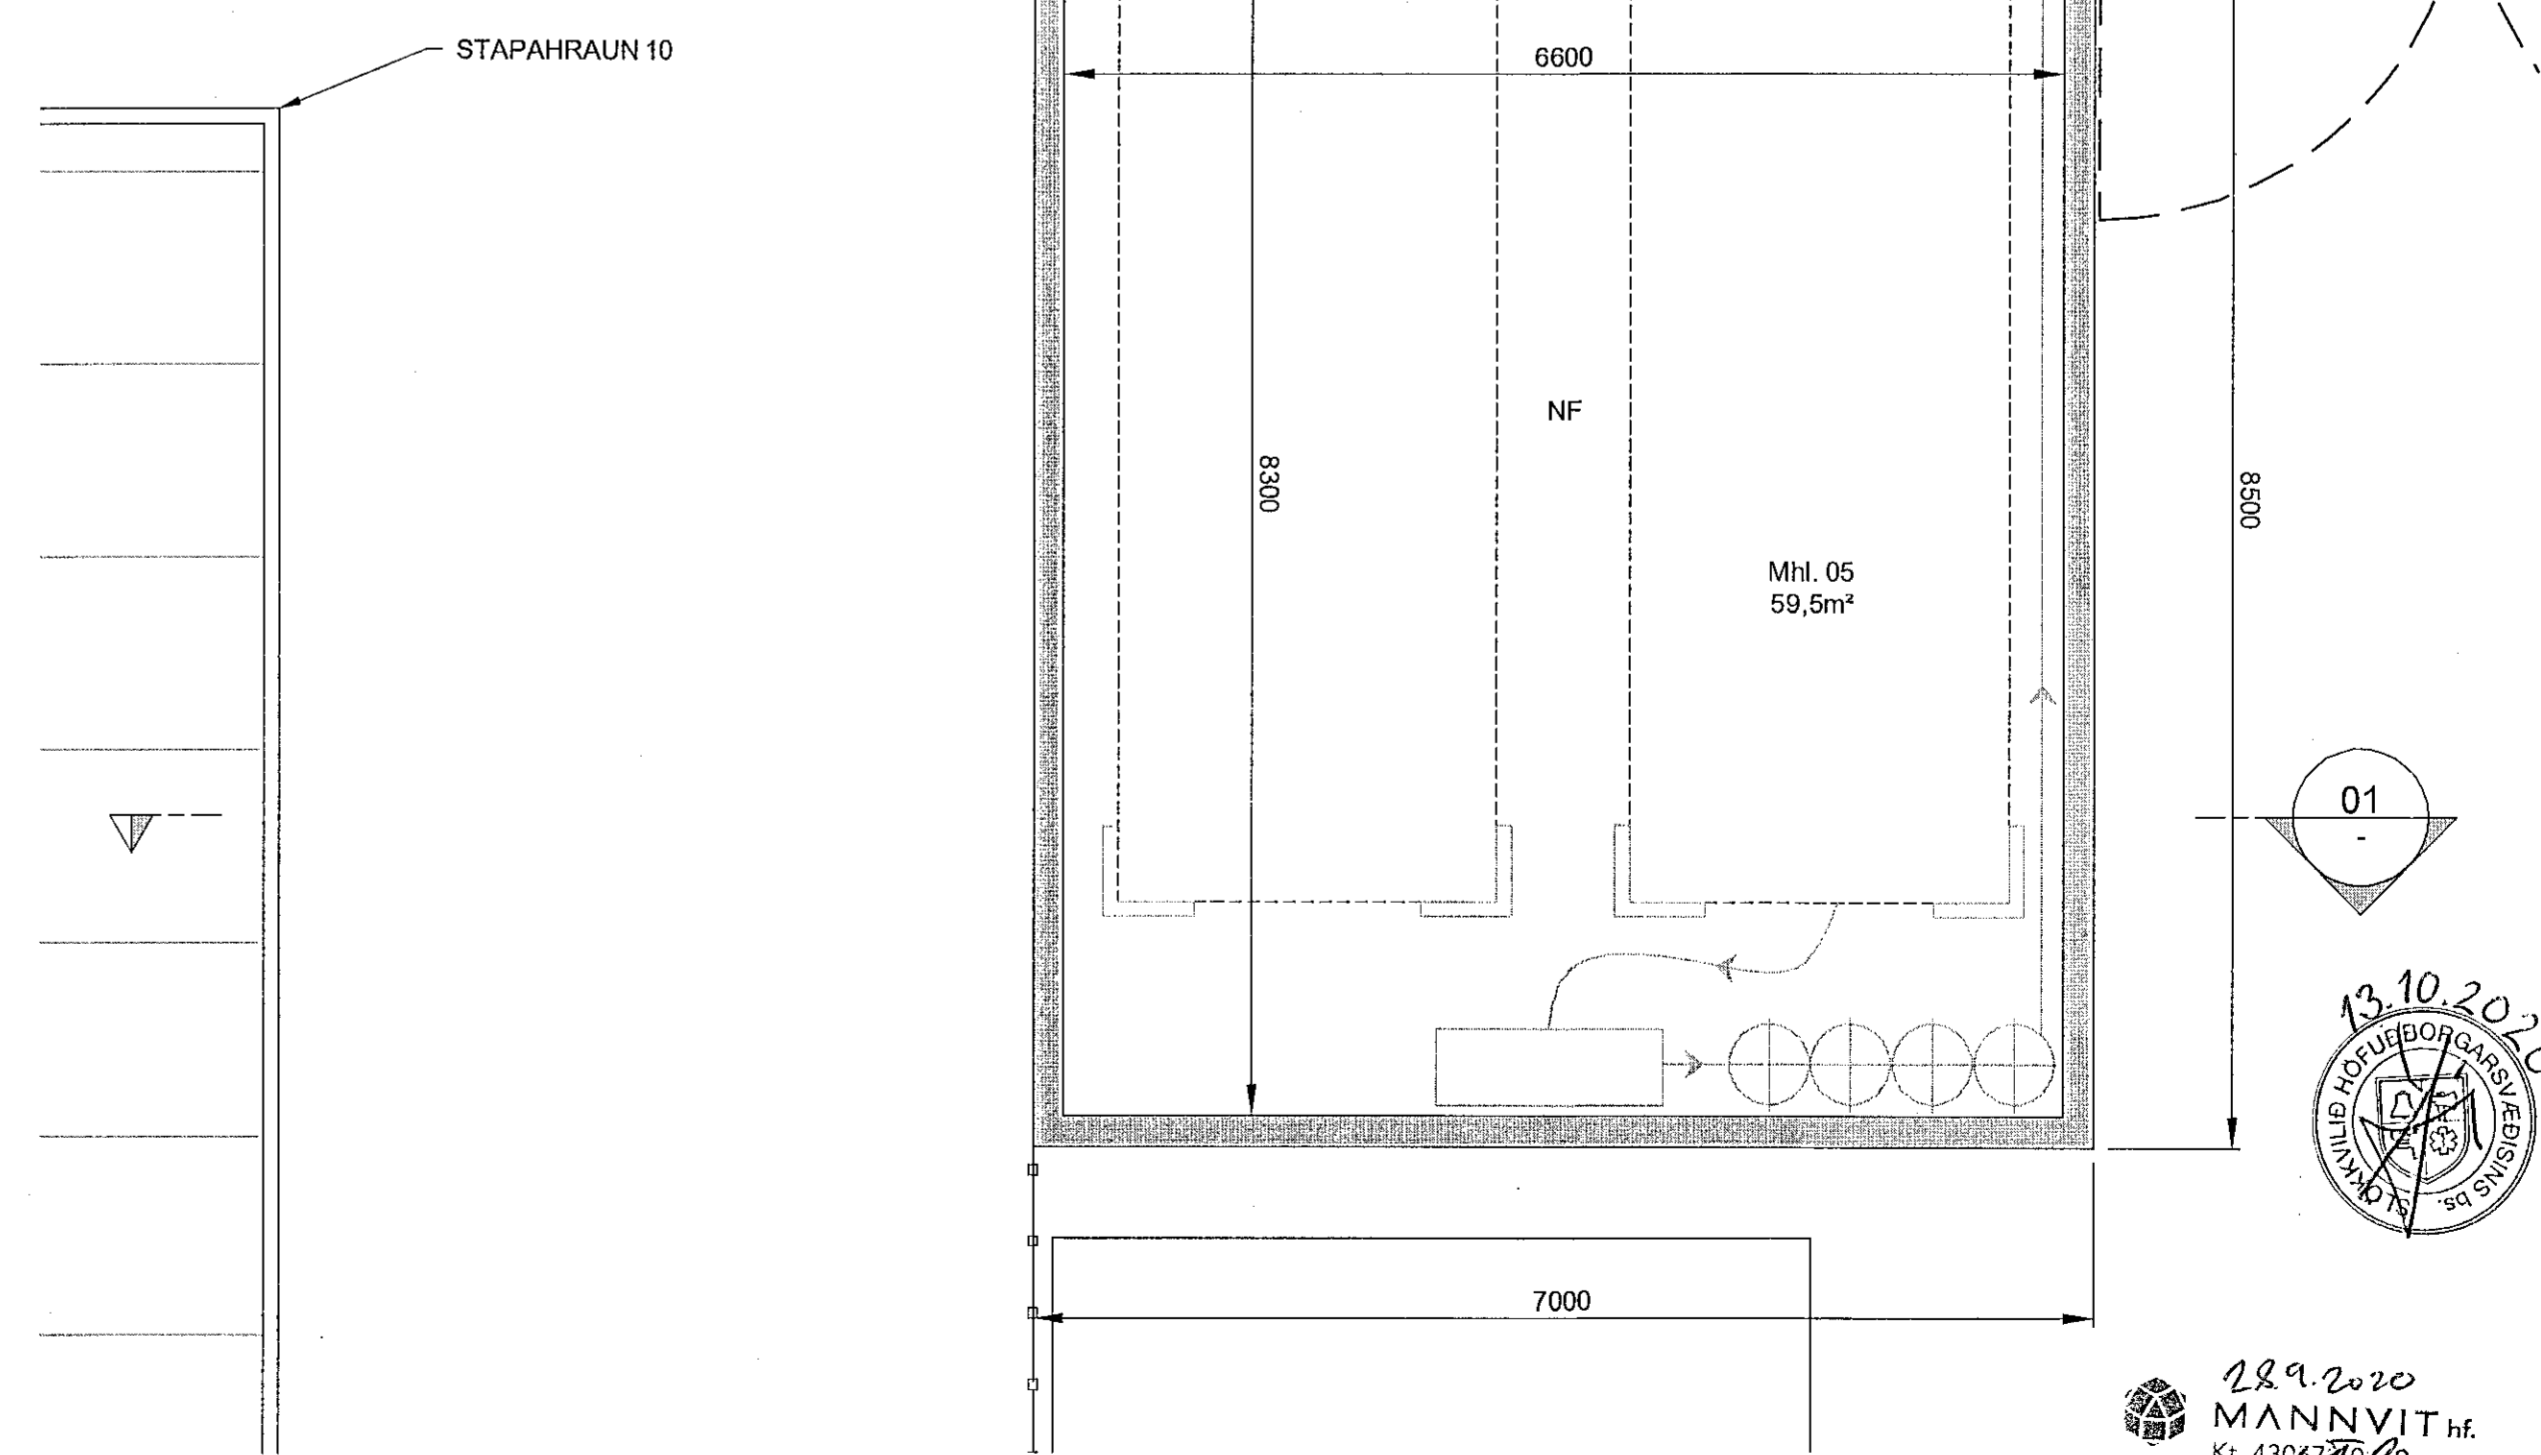 STAPAHRAUN 10
6600
NF
8300
8500
Mhl. 05
59,5m²
01
-
13.10.2020
SLÖKKVILIÐ HÖFUÐBORGARSVÆÐISINS bs.
7000
28.9.2020
MANNVIT hf.
Kt.